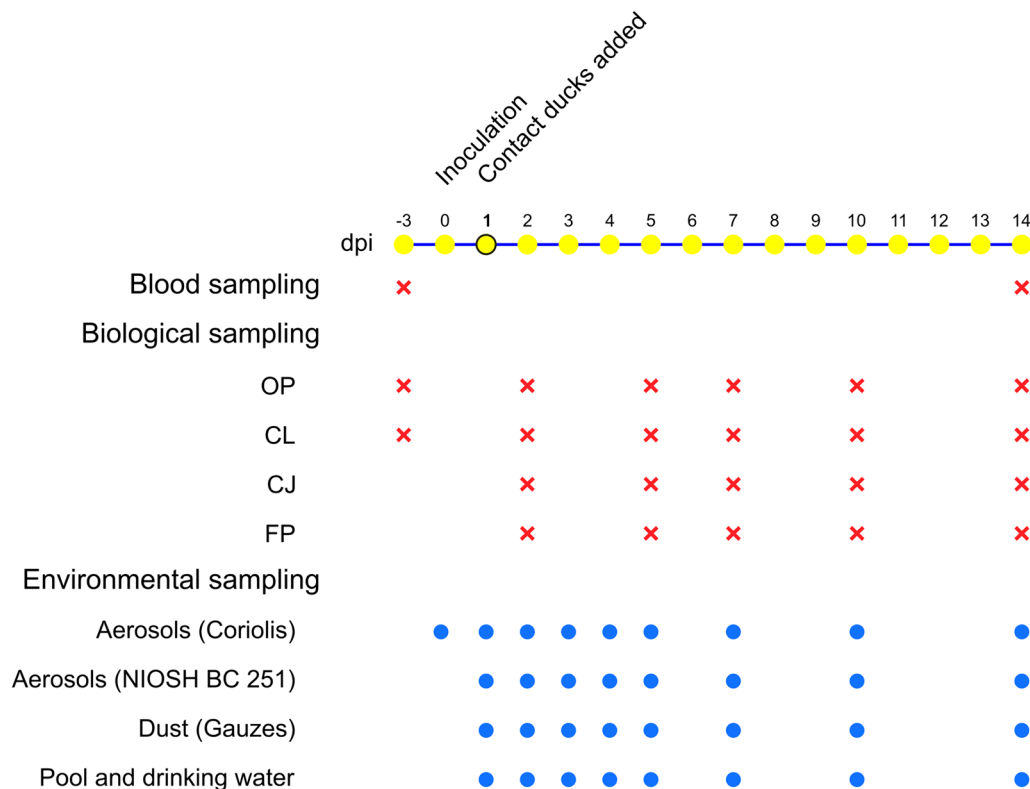 Inoculation
Contact ducks added
-3 0 1 2 3 4 5 6 7 8 9 10 11 12 13 14
dpi
Blood sampling
Biological sampling
OP
CL
CJ
FP
Environmental sampling
Aerosols (Coriolis)
Aerosols (NIOSH BC 251)
Dust (Gauzes)
Pool and drinking water